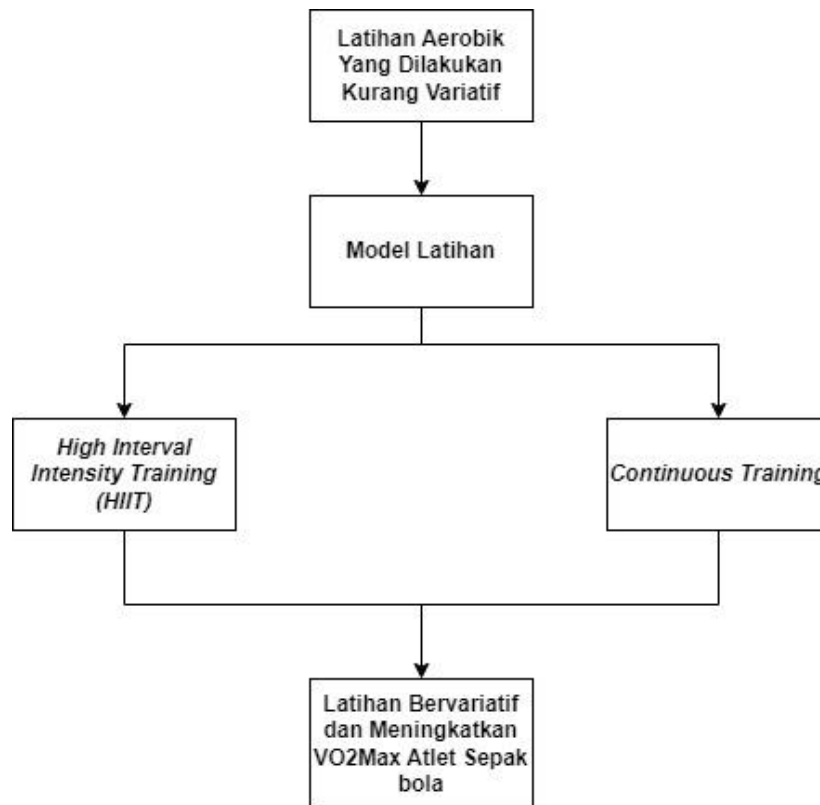 Latihan Aerobik
Yang Dilakukan
Kurang Variatif
Model Latihan
High Interval
Intensity Training
(HIIT)
Continuous Training
Latihan Bervariatif
dan Meningkatkan
VO2Max Atlet Sepak
bola